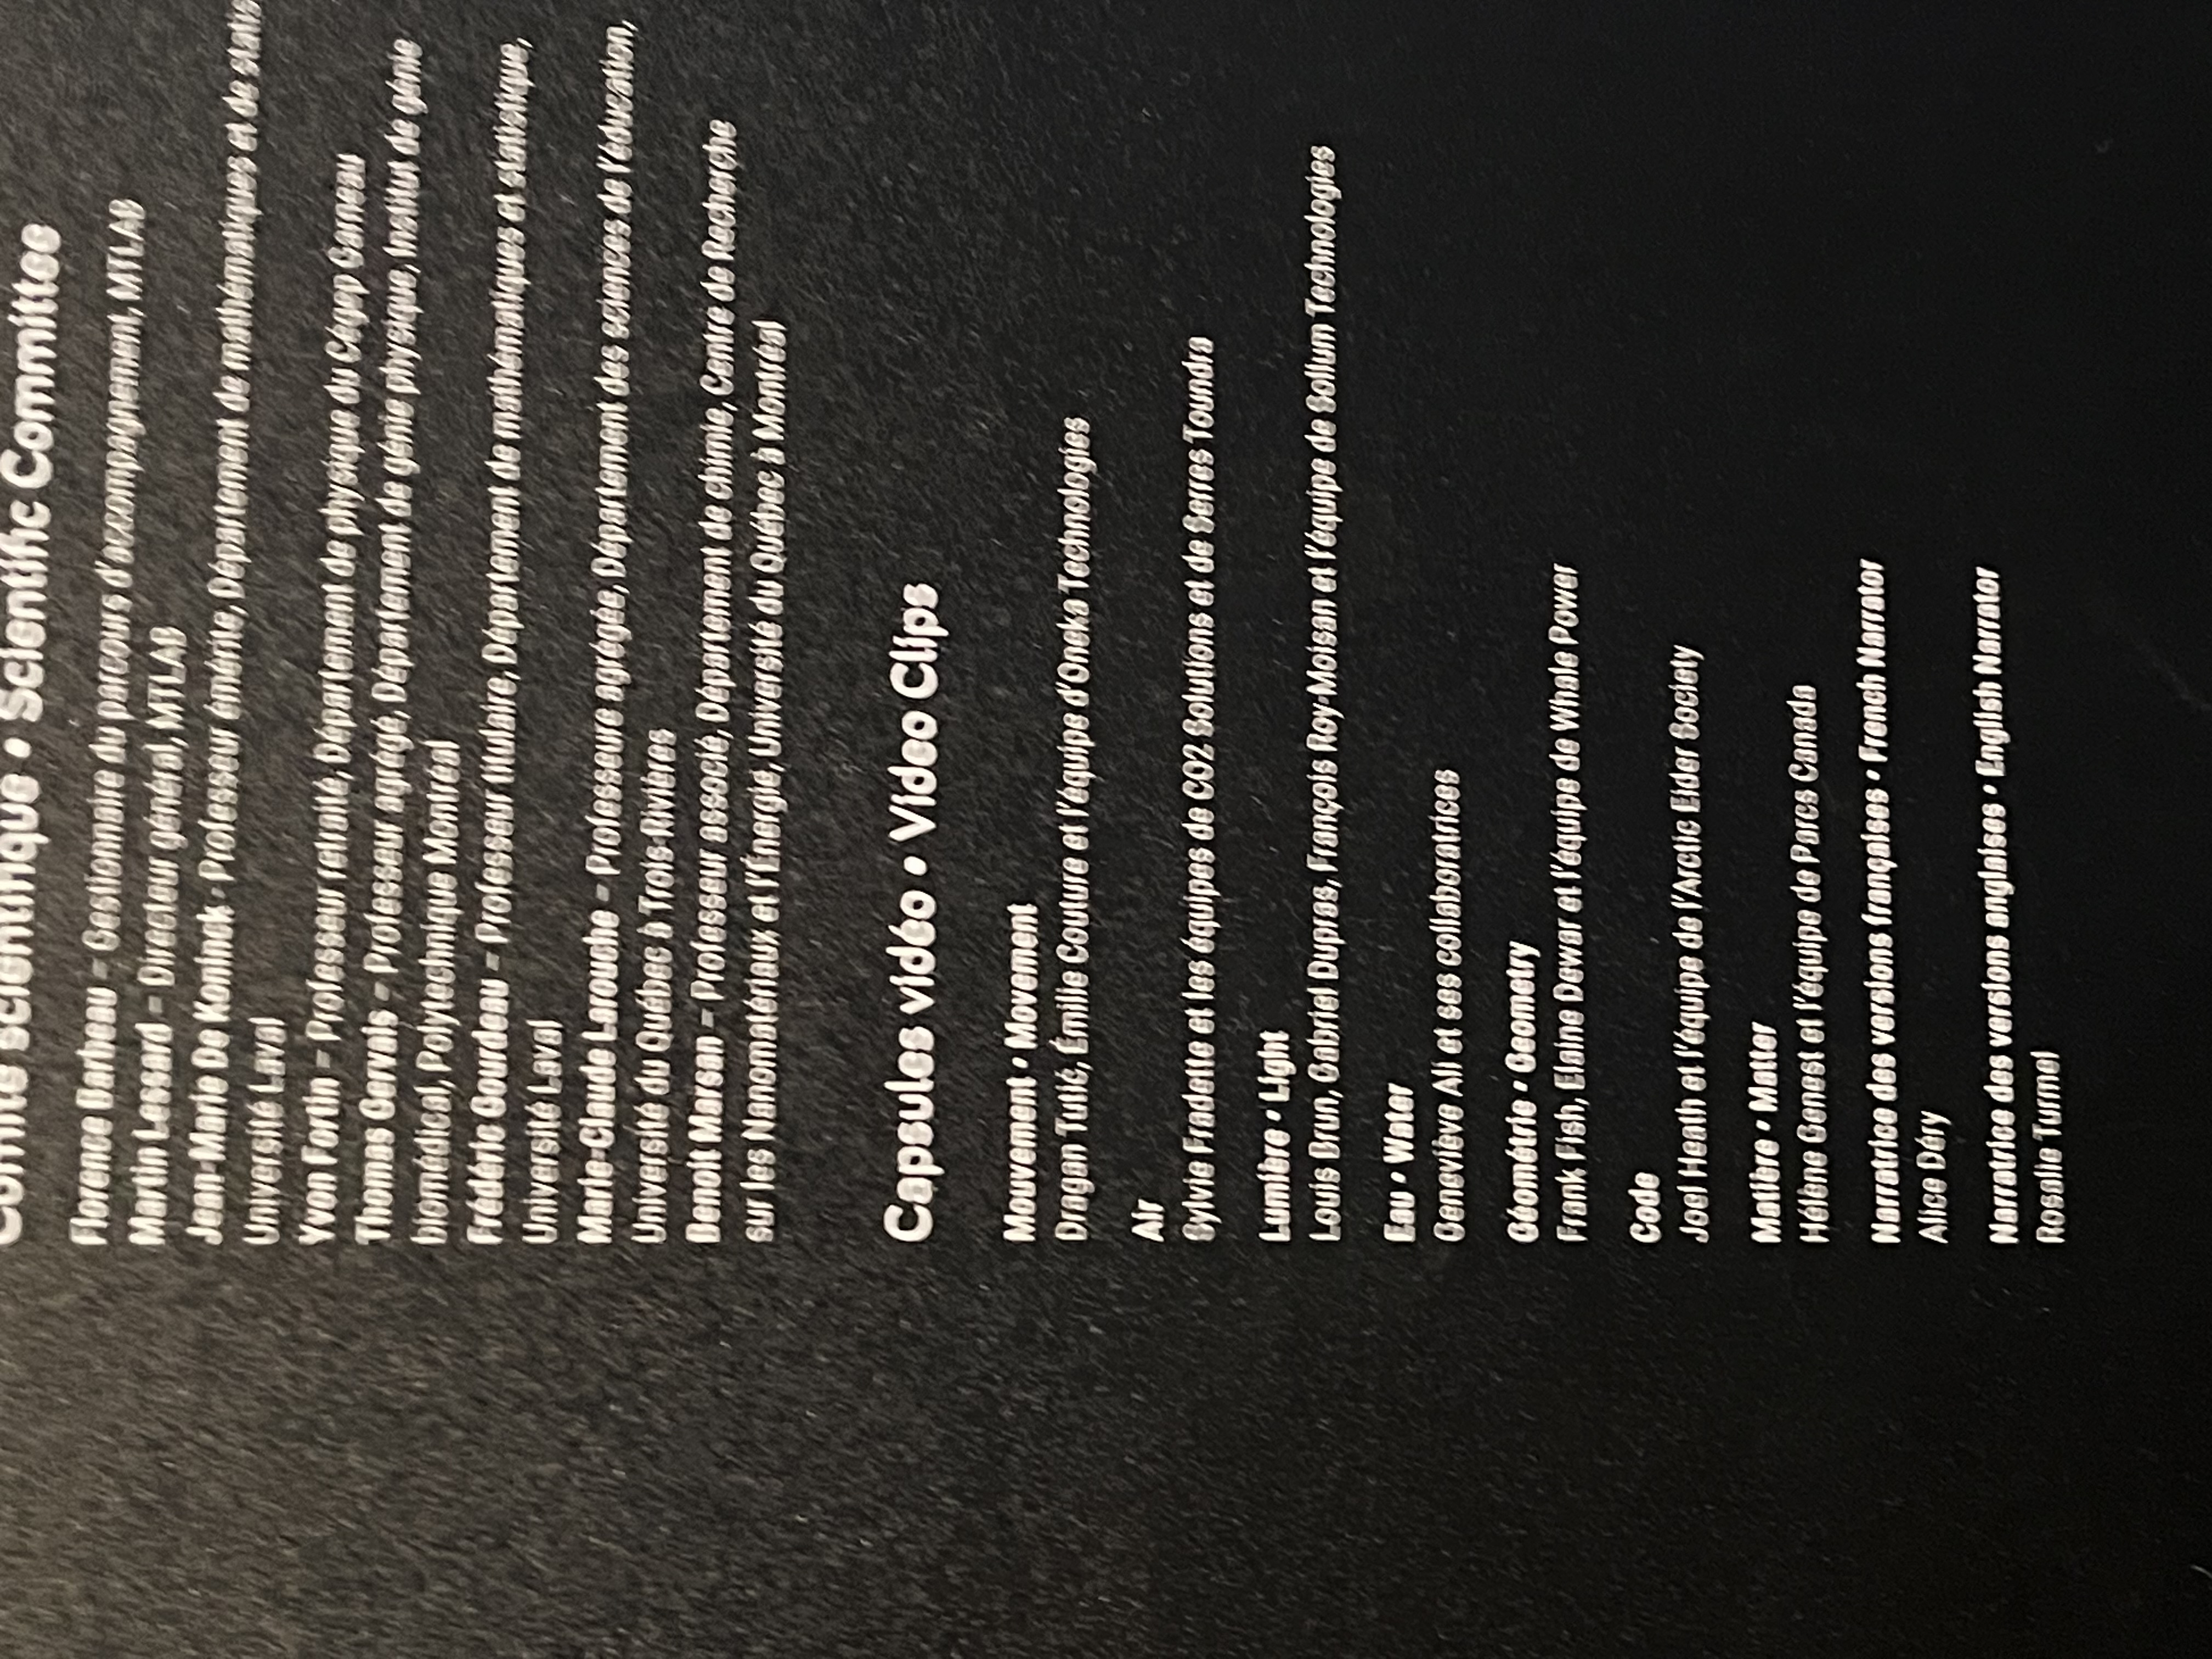 Comité scientifique • Scientific Committee
Florence Barbeau – Gestionnaire du parcours d'accompagnement, MTLAB
Martin Lessard – Directeur général, MTLAB
Jean-Marie De Koninck - Professeur émérite, Département de mathématiques et de statis
Université Laval
Yvon Fortin – Professeur retraité, Département de physique du Cégep Garneau
Thomas Gervais – Professeur agrégé, Département de génie physique, Institut de génie
biomédical, Polytechnique Montréal
Frédéric Gourdeau – Professeur titulaire, Département de mathématiques et statistique,
Université Laval
Marie-Claude Larouche – Professeure agrégée, Département des sciences de l'éducation,
Université du Québec à Trois-Rivières
Benoit Marsan – Professeur associé, Département de chimie, Centre de Recherche
sur les Nanomatériaux et l'Énergie, Université du Québec à Montréal
Capsules vidéo • Video Clips
Mouvement • Movement
Dragan Tutić, Émilie Couture et l'équipe d'Oneka Technologies
Air
Sylvie Fradette et les équipes de CO2 Solutions et de Serres Toundra
Lumière • Light
Louis Brun, Gabriel Dupras, François Roy-Moisan et l'équipe de Sollum Technologies
Eau • Water
Geneviève Ali et ses collaboratrices
Géométrie • Geometry
Frank Fish, Elaine Dewar et l'équipe de Whale Power
Code
Joel Heath et l'équipe de l'Arctic Eider Society
Matière • Matter
Hélène Genest et l'équipe de Parcs Canada
Narratrice des versions françaises • French Narrator
Alice Déry
Narratrice des versions anglaises • English Narrator
Rosalie Turmel